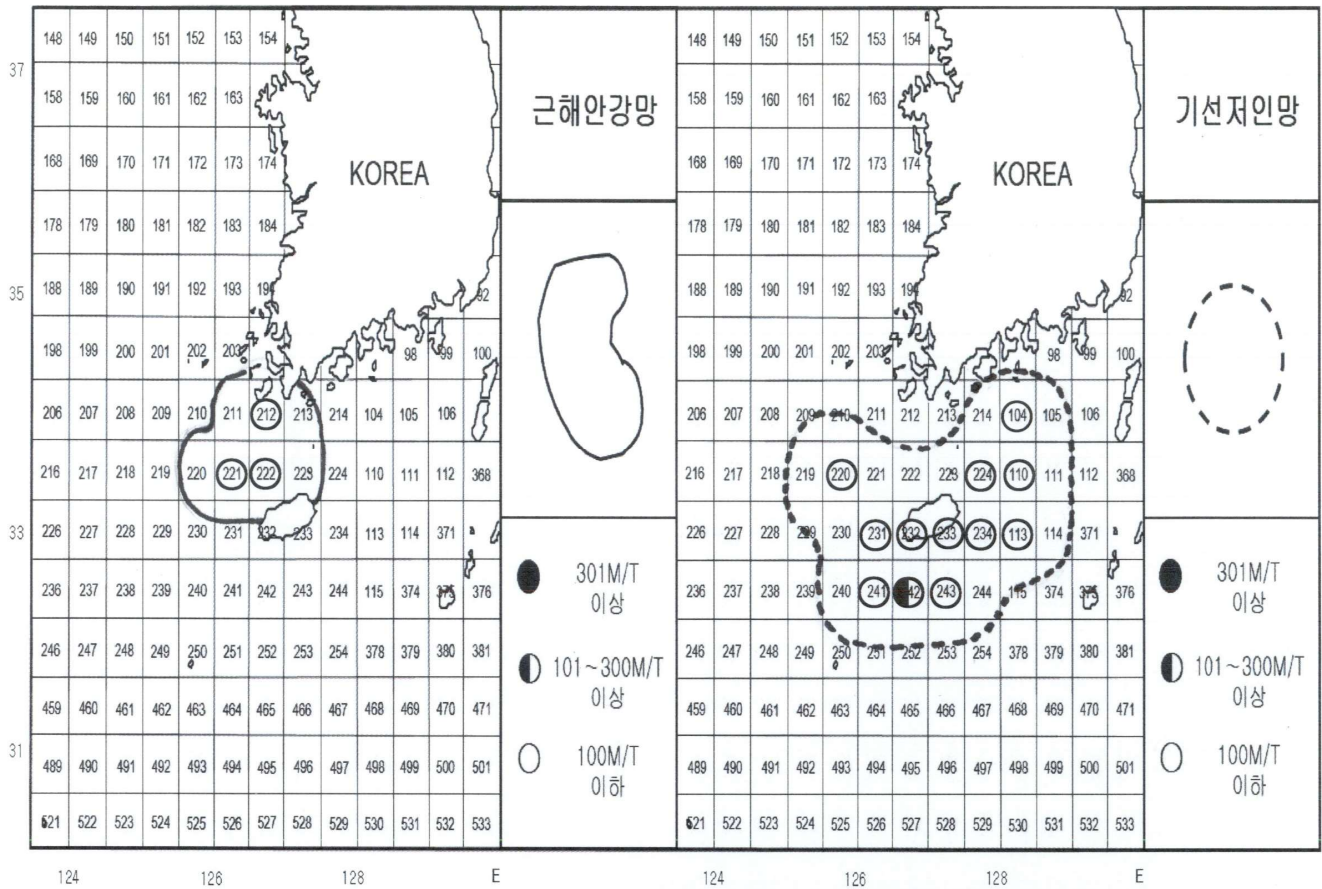 148 149 150 151 152 153 154
37
158 159 160 161 162 163
168 169 170 171 172 173 174
KOREA
178 179 180 181 182 183 184
35
188 189 190 191 192 193 194 92
198 199 200 201 202 203 98 99 100
206 207 208 209 210 211 212 213 214 104 105 106
216 217 218 219 220 221 222 223 224 110 111 112 368
33
226 227 228 229 230 231 232 233 234 113 114 371
236 237 238 239 240 241 242 243 244 115 374 375 376
246 247 248 249 250 251 252 253 254 378 379 380 381
459 460 461 462 463 464 465 466 467 468 469 470 471
31
489 490 491 492 493 494 495 496 497 498 499 500 501
521 522 523 524 525 526 527 528 529 530 531 532 533
124 126 128 E
근해안강망
301M/T
이상
101~300M/T
이상
100M/T
이하
148 149 150 151 152 153 154
158 159 160 161 162 163
168 169 170 171 172 173 174
KOREA
178 179 180 181 182 183 184
188 189 190 191 192 193 194 92
198 199 200 201 202 203 98 99 100
206 207 208 209 210 211 212 213 214 104 105 106
216 217 218 219 220 221 222 223 224 110 111 112 368
226 227 228 229 230 231 232 233 234 113 114 371
236 237 238 239 240 241 242 243 244 115 374 375 376
246 247 248 249 250 251 252 253 254 378 379 380 381
459 460 461 462 463 464 465 466 467 468 469 470 471
489 490 491 492 493 494 495 496 497 498 499 500 501
521 522 523 524 525 526 527 528 529 530 531 532 533
124 126 128 E
기선저인망
301M/T
이상
101~300M/T
이상
100M/T
이하